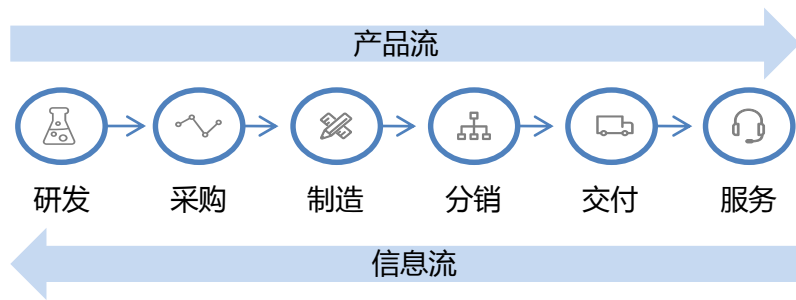 产品流
研发 采购 制造 分销 交付 服务
信息流